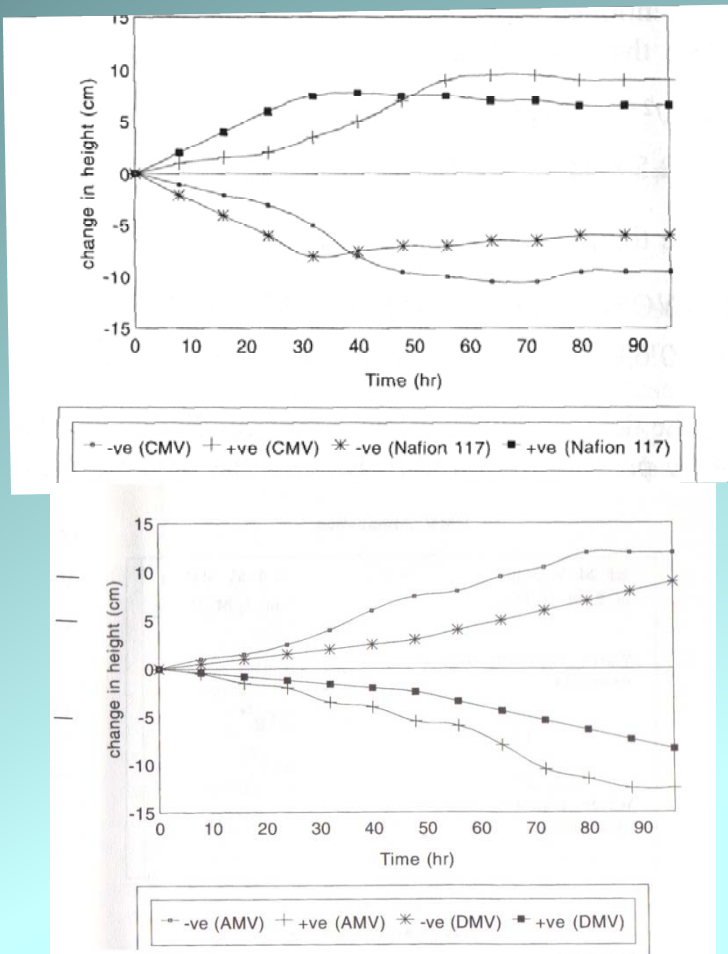 15
10
5
0
-5
-10
-15
change in height (cm)
0 10 20 30 40 50 60 70 80 90
Time (hr)
-ve (CMV) +ve (CMV) -ve (Nafion 117) +ve (Nafion 117)
15
10
5
0
-5
-10
-15
change in height (cm)
0 10 20 30 40 50 60 70 80 90
Time (hr)
-ve (AMV) +ve (AMV) -ve (DMV) +ve (DMV)